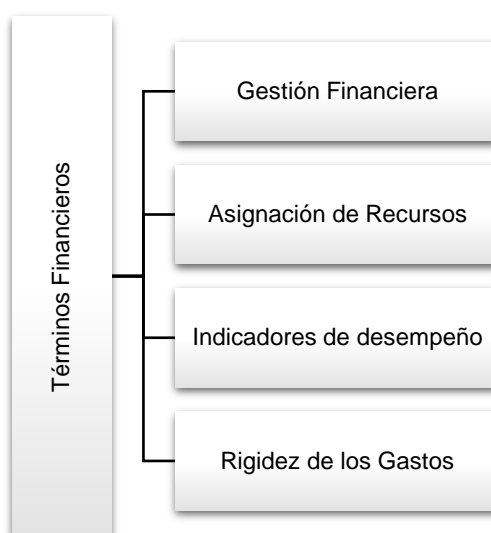 Términos Financieros
Gestión Financiera
Asignación de Recursos
Indicadores de desempeño
Rigidez de los Gastos